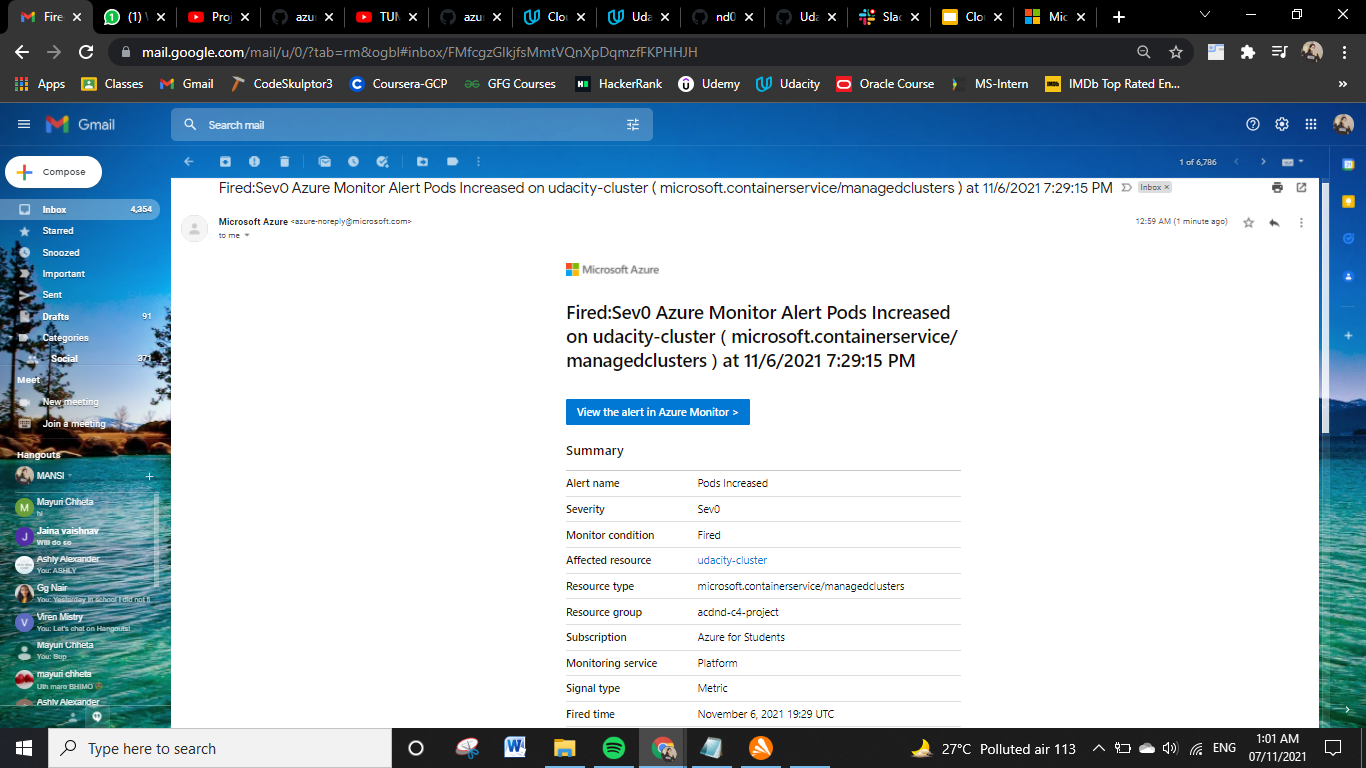 Fire
(1) \
Proj
azur
TUM
azur
Clou
Uda
nd0
Uda
Slac
Clou
Mic
mail.google.com/mail/u/0/?tab=rm&ogbl#inbox/FMfcgzGlkjfsMmtVQnXpDqmzfFKPHHJH
Apps Classes Gmail CodeSkulptor3 Coursera-GCP GFG Courses HackerRank Udemy Udacity Oracle Course MS-Intern IMDb Top Rated En... »
Gmail
Search mail
Compose
1 of 6,786
Inbox 4,354
Starred
Snoozed
Important
Sent
Drafts 91
Categories
Social 371
Meet
New meeting
Join a meeting
Hangouts
MANSI
Mayuri Chheta
hi
Jaina vaishnav
Will do so
Ashly Alexander
You: ASHLY
Gg Nair
You: Yesterday in school I did not fi
Viren Mistry
You: Let's chat on Hangouts!
Mayuri Chheta
You: Sup
mayuri chheta
Uth mare BHIMO
Ashly Alexander
Fired:Sev0 Azure Monitor Alert Pods Increased on udacity-cluster ( microsoft.containerservice/managedclusters ) at 11/6/2021 7:29:15 PM Inbox ×
Microsoft Azure <azure-noreply@microsoft.com> 12:59 AM (1 minute ago)
to me
Microsoft Azure
Fired:Sev0 Azure Monitor Alert Pods Increased
on udacity-cluster ( microsoft.containerservice/
managedclusters ) at 11/6/2021 7:29:15 PM
View the alert in Azure Monitor >
Summary
Alert name Pods Increased
Severity Sev0
Monitor condition Fired
Affected resource udacity-cluster
Resource type microsoft.containerservice/managedclusters
Resource group acdnd-c4-project
Subscription Azure for Students
Monitoring service Platform
Signal type Metric
Fired time November 6, 2021 19:29 UTC
Type here to search
27°C Polluted air 113 ENG
1:01 AM
07/11/2021